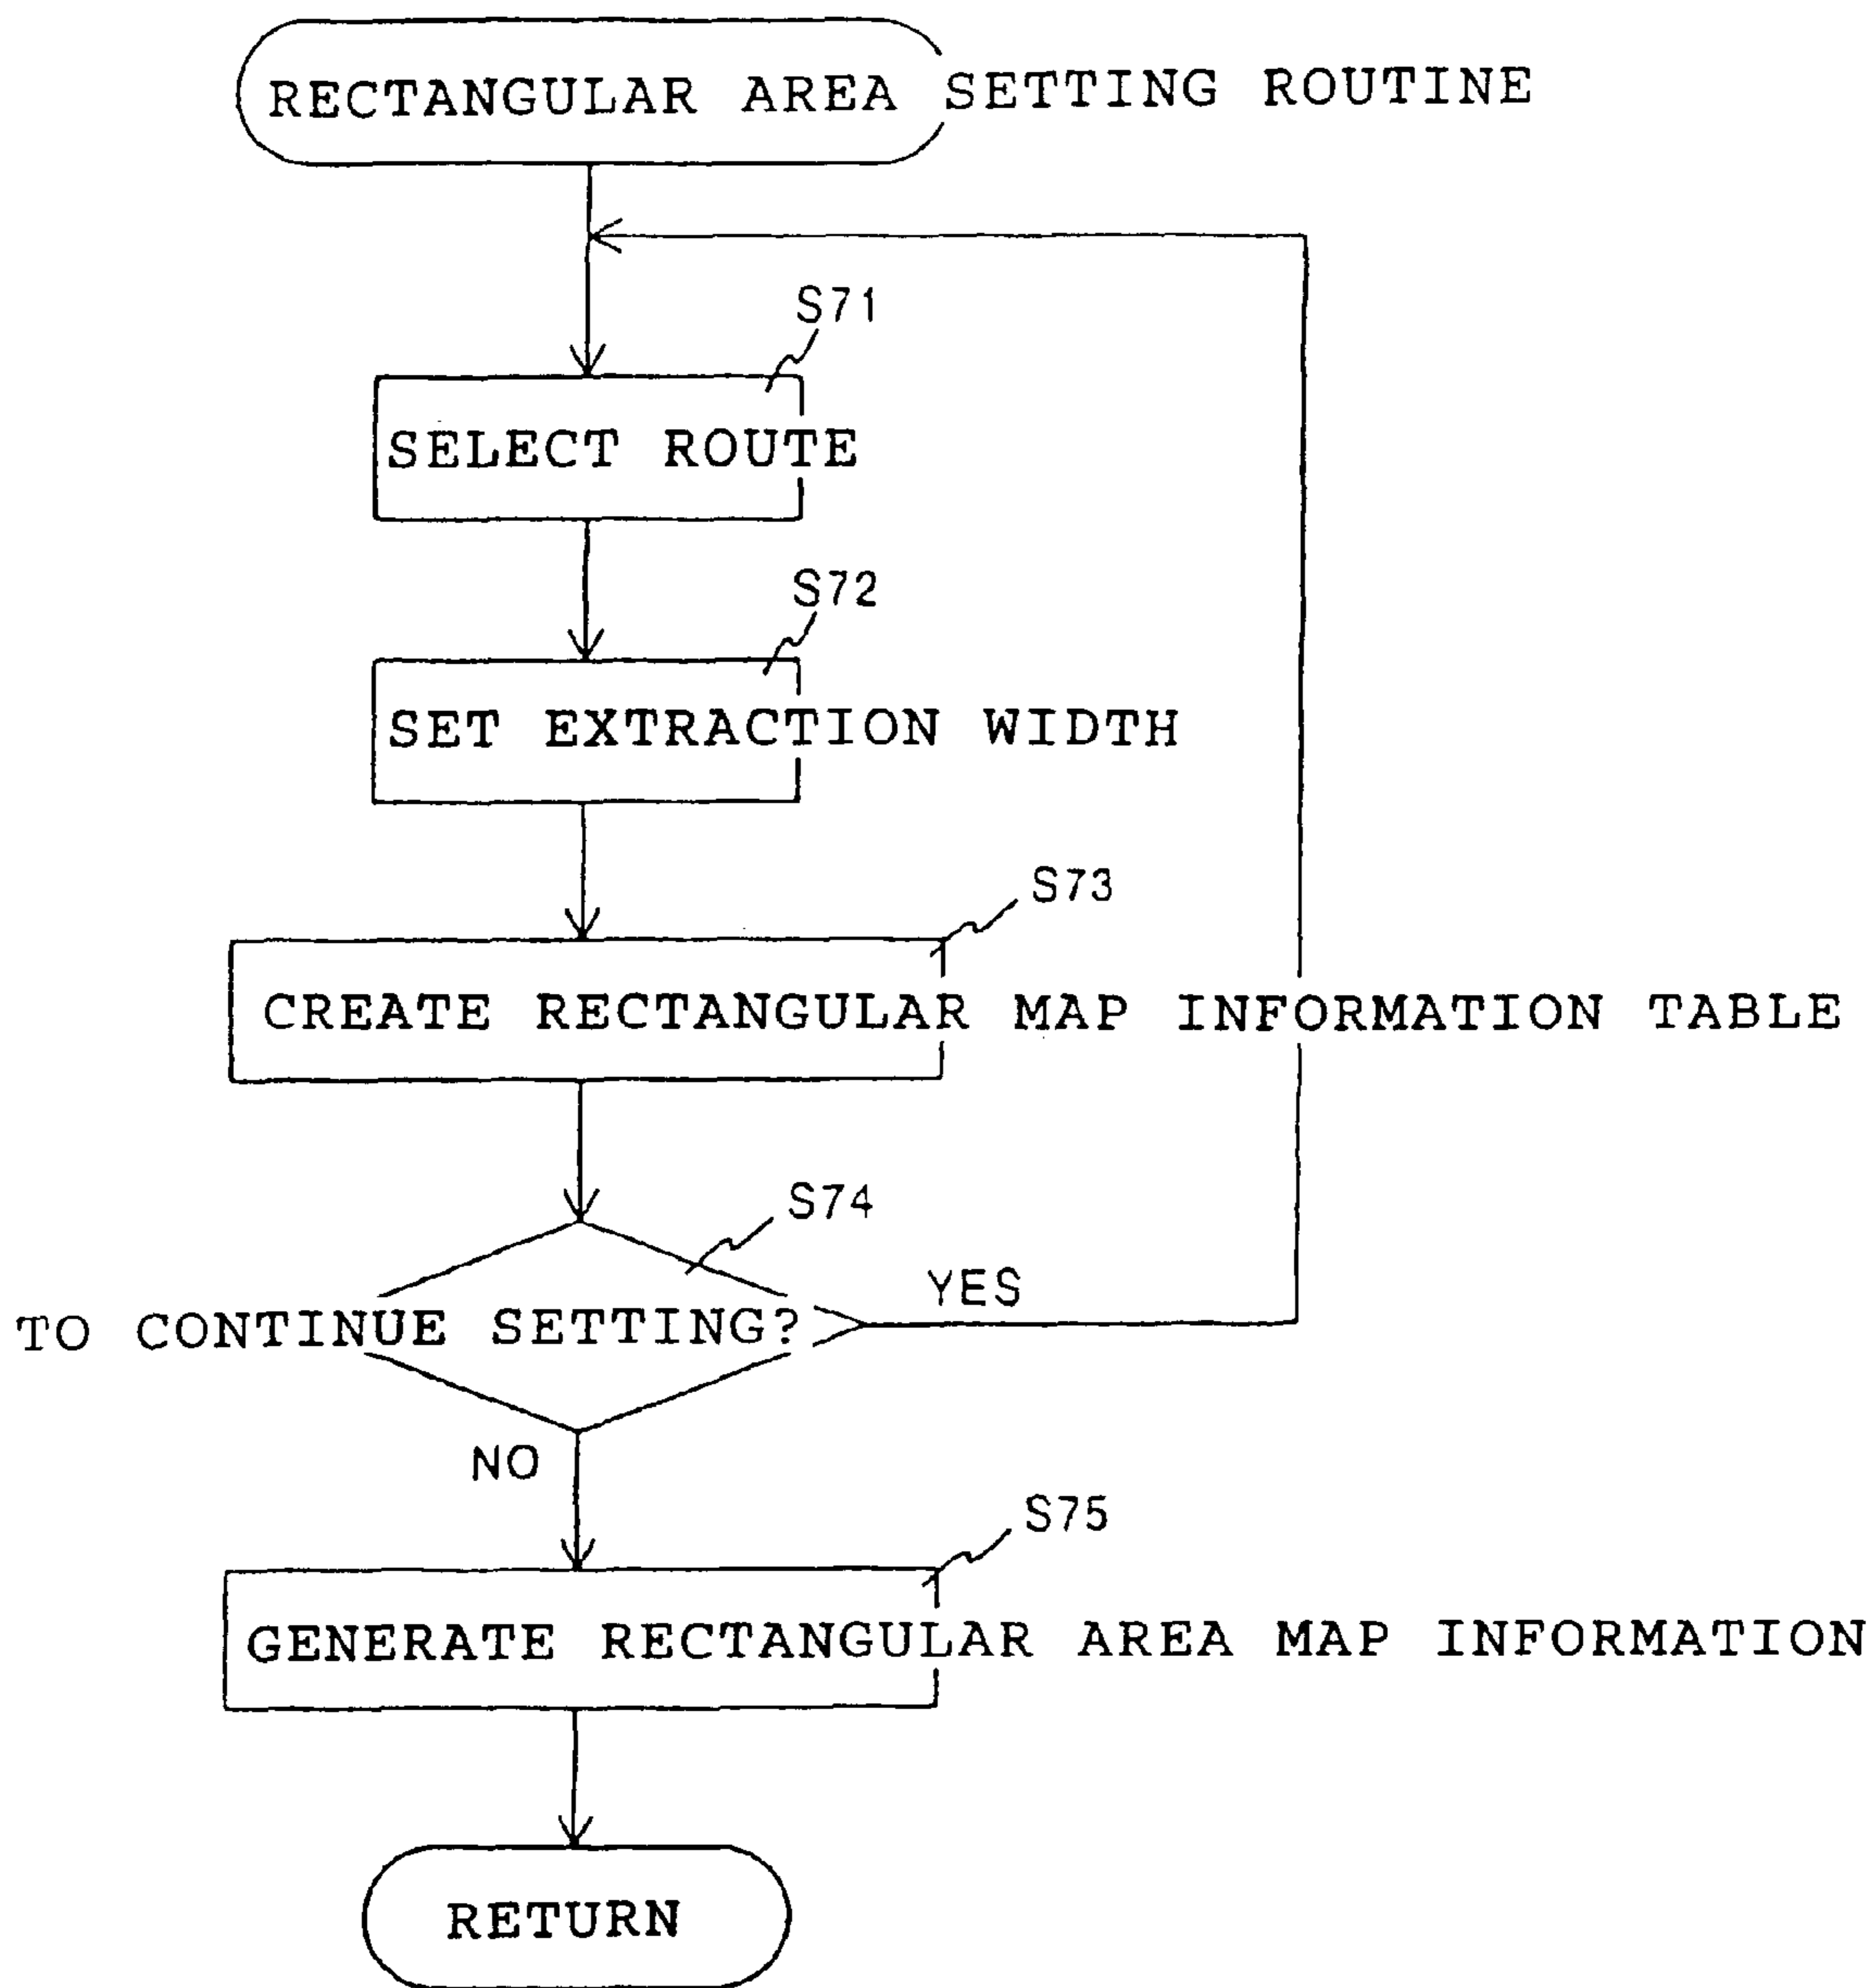 RECTANGULAR AREA SETTING ROUTINE
S71
SELECT ROUTE
S72
SET EXTRACTION WIDTH
S73
CREATE RECTANGULAR MAP INFORMATION TABLE
S74
YES
TO CONTINUE SETTING?
NO
S75
GENERATE RECTANGULAR AREA MAP INFORMATION
RETURN